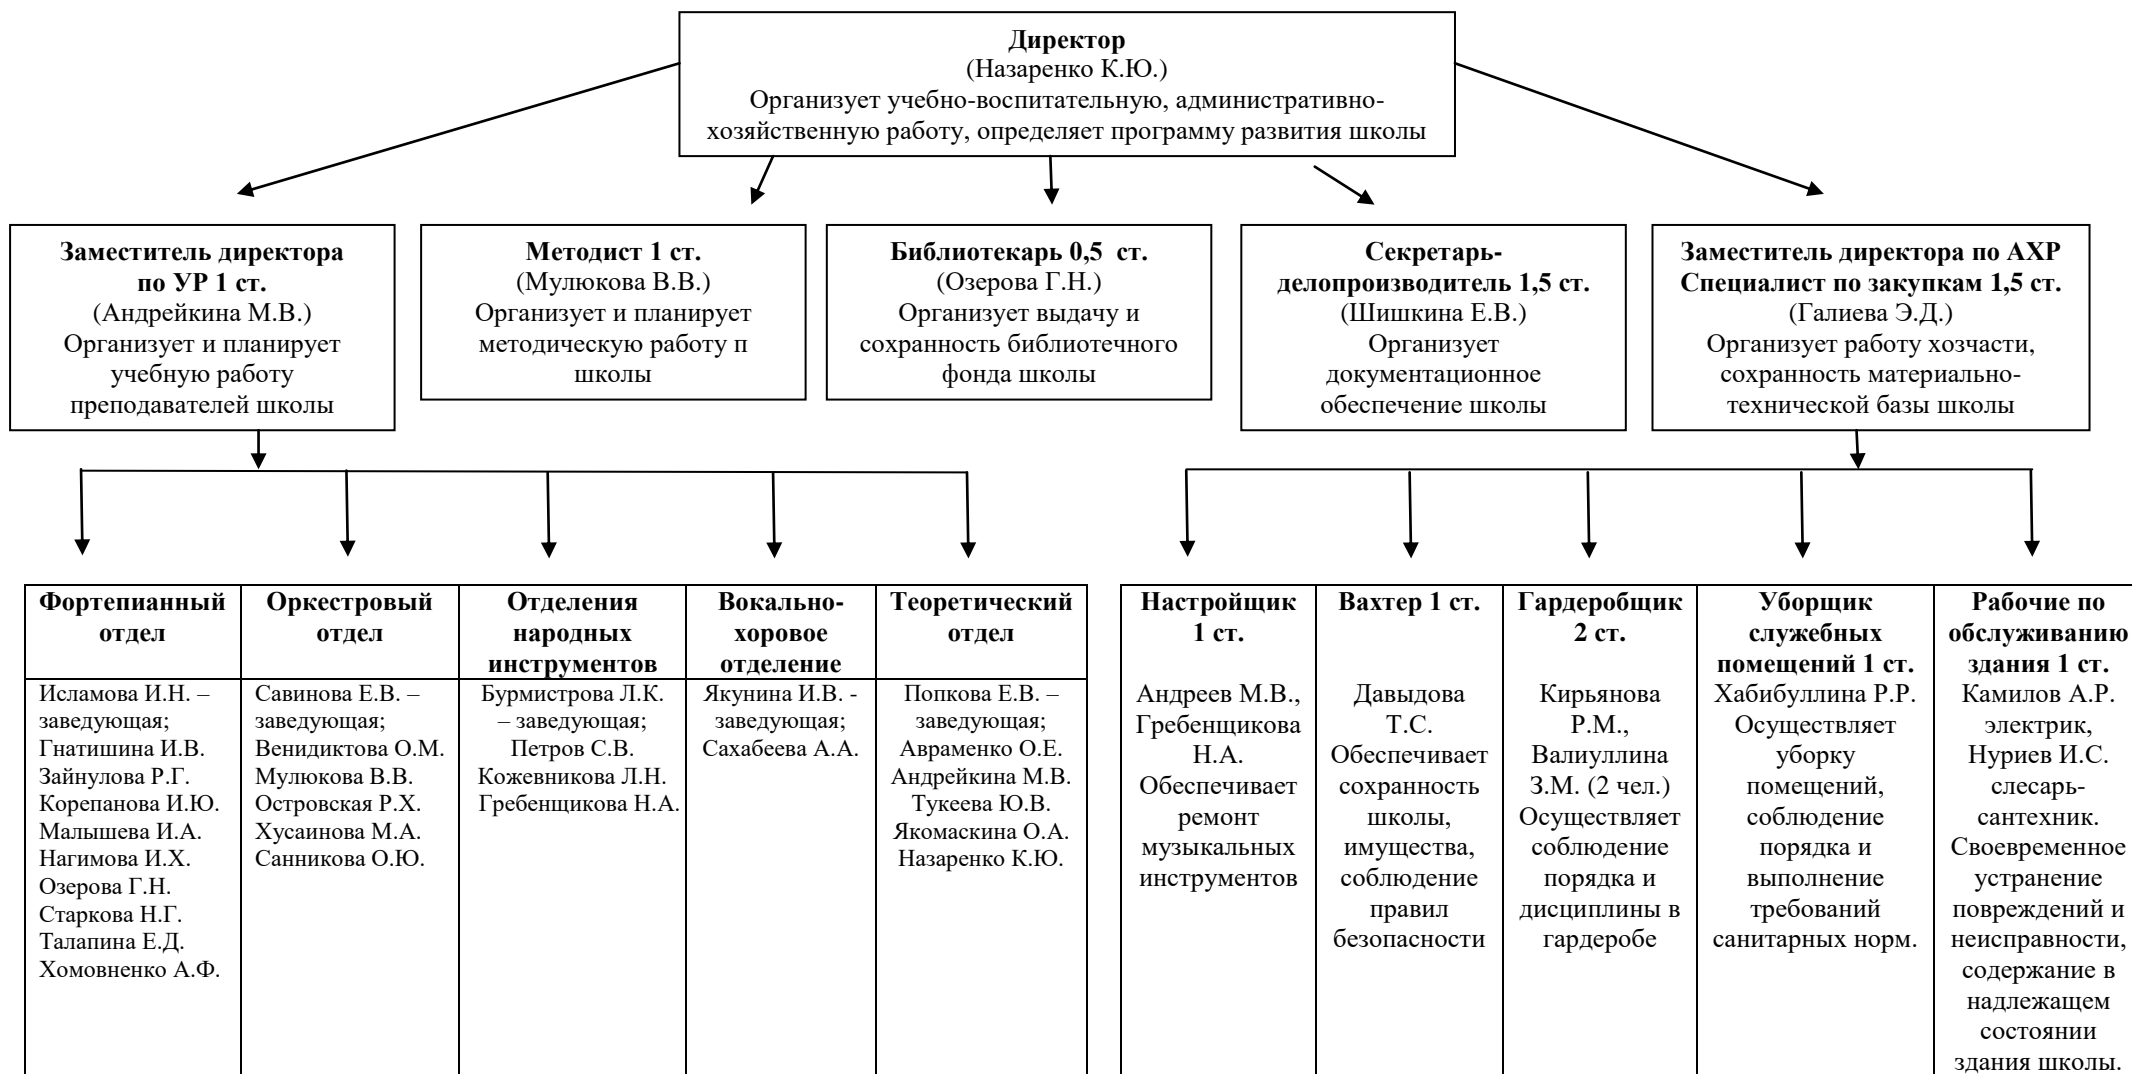 Директор
(Назаренко К.Ю.)
Организует учебно-воспитательную, административно-
хозяйственную работу, определяет программу развития школы
Заместитель директора
по УР 1 ст.
(Андрейкина М.В.)
Организует и планирует
учебную работу
преподавателей школы
Методист 1 ст.
(Мулюкова В.В.)
Организует и планирует
методическую работу п
школы
Библиотекарь 0,5 ст.
(Озерова Г.Н.)
Организует выдачу и
сохранность библиотечного
фонда школы
Секретарь-
делопроизводитель 1,5 ст.
(Шишкина Е.В.)
Организует
документационное
обеспечение школы
Заместитель директора по АХР
Специалист по закупкам 1,5 ст.
(Галиева Э.Д.)
Организует работу хозчасти,
сохранность материально-
технической базы школы
Фортепианный
отдел
Исламова И.Н. –
заведующая;
Гнатишина И.В.
Зайнулова Р.Г.
Корепанова И.Ю.
Малышева И.А.
Нагимова И.Х.
Озерова Г.Н.
Старкова Н.Г.
Талапина Е.Д.
Хомовненко А.Ф.
Оркестровый
отдел
Савинова Е.В. –
заведующая;
Венидиктова О.М.
Мулюкова В.В.
Островская Р.Х.
Хусаинова М.А.
Санникова О.Ю.
Отделения
народных
инструментов
Бурмистрова Л.К.
– заведующая;
Петров С.В.
Кожевникова Л.Н.
Гребенщикова Н.А.
Вокально-
хоровое
отделение
Якунина И.В. -
заведующая;
Сахабеева А.А.
Теоретический
отдел
Попкова Е.В. –
заведующая;
Авраменко О.Е.
Андрейкина М.В.
Тукеева Ю.В.
Якомаскина О.А.
Назаренко К.Ю.
Настройщик
1 ст.
Андреев М.В.,
Гребенщикова
Н.А.
Обеспечивает
ремонт
музыкальных
инструментов
Вахтер 1 ст.
Давыдова
Т.С.
Обеспечивает
сохранность
школы,
имущества,
соблюдение
правил
безопасности
Гардеробщик
2 ст.
Кирьянова
Р.М.,
Валиуллина
З.М. (2 чел.)
Осуществляет
соблюдение
порядка и
дисциплины в
гардеробе
Уборщик
служебных
помещений 1 ст.
Хабибуллина Р.Р.
Осуществляет
уборку
помещений,
соблюдение
порядка и
выполнение
требований
санитарных норм.
Рабочие по
обслуживанию
здания 1 ст.
Камилов А.Р.
электрик,
Нуриев И.С.
слесарь-
сантехник.
Своевременное
устранение
повреждений и
неисправности,
содержание в
надлежащем
состоянии
здания школы.